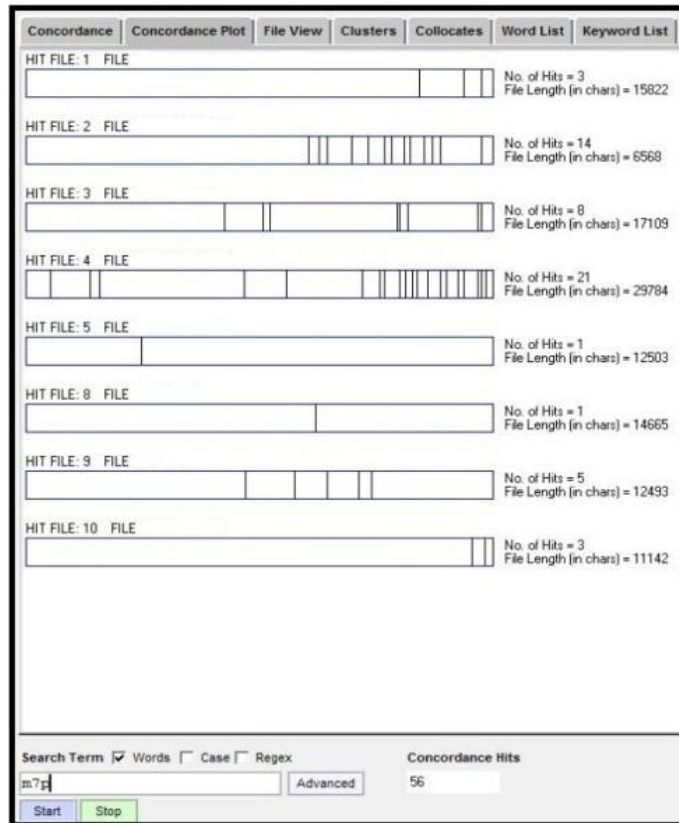 Concordance Concordance Plot File View Clusters Collocates Word List Keyword List
HIT FILE: 1 FILE
No. of Hits = 3
File Length (in chars) = 15822
HIT FILE: 2 FILE
No. of Hits = 14
File Length (in chars) = 6568
HIT FILE: 3 FILE
No. of Hits = 8
File Length (in chars) = 17109
HIT FILE: 4 FILE
No. of Hits = 21
File Length (in chars) = 29784
HIT FILE: 5 FILE
No. of Hits = 1
File Length (in chars) = 12503
HIT FILE: 8 FILE
No. of Hits = 1
File Length (in chars) = 14665
HIT FILE: 9 FILE
No. of Hits = 5
File Length (in chars) = 12493
HIT FILE: 10 FILE
No. of Hits = 3
File Length (in chars) = 11142
Search Term Words Case Regex Concordance Hits
m7p Advanced 56
Start Stop